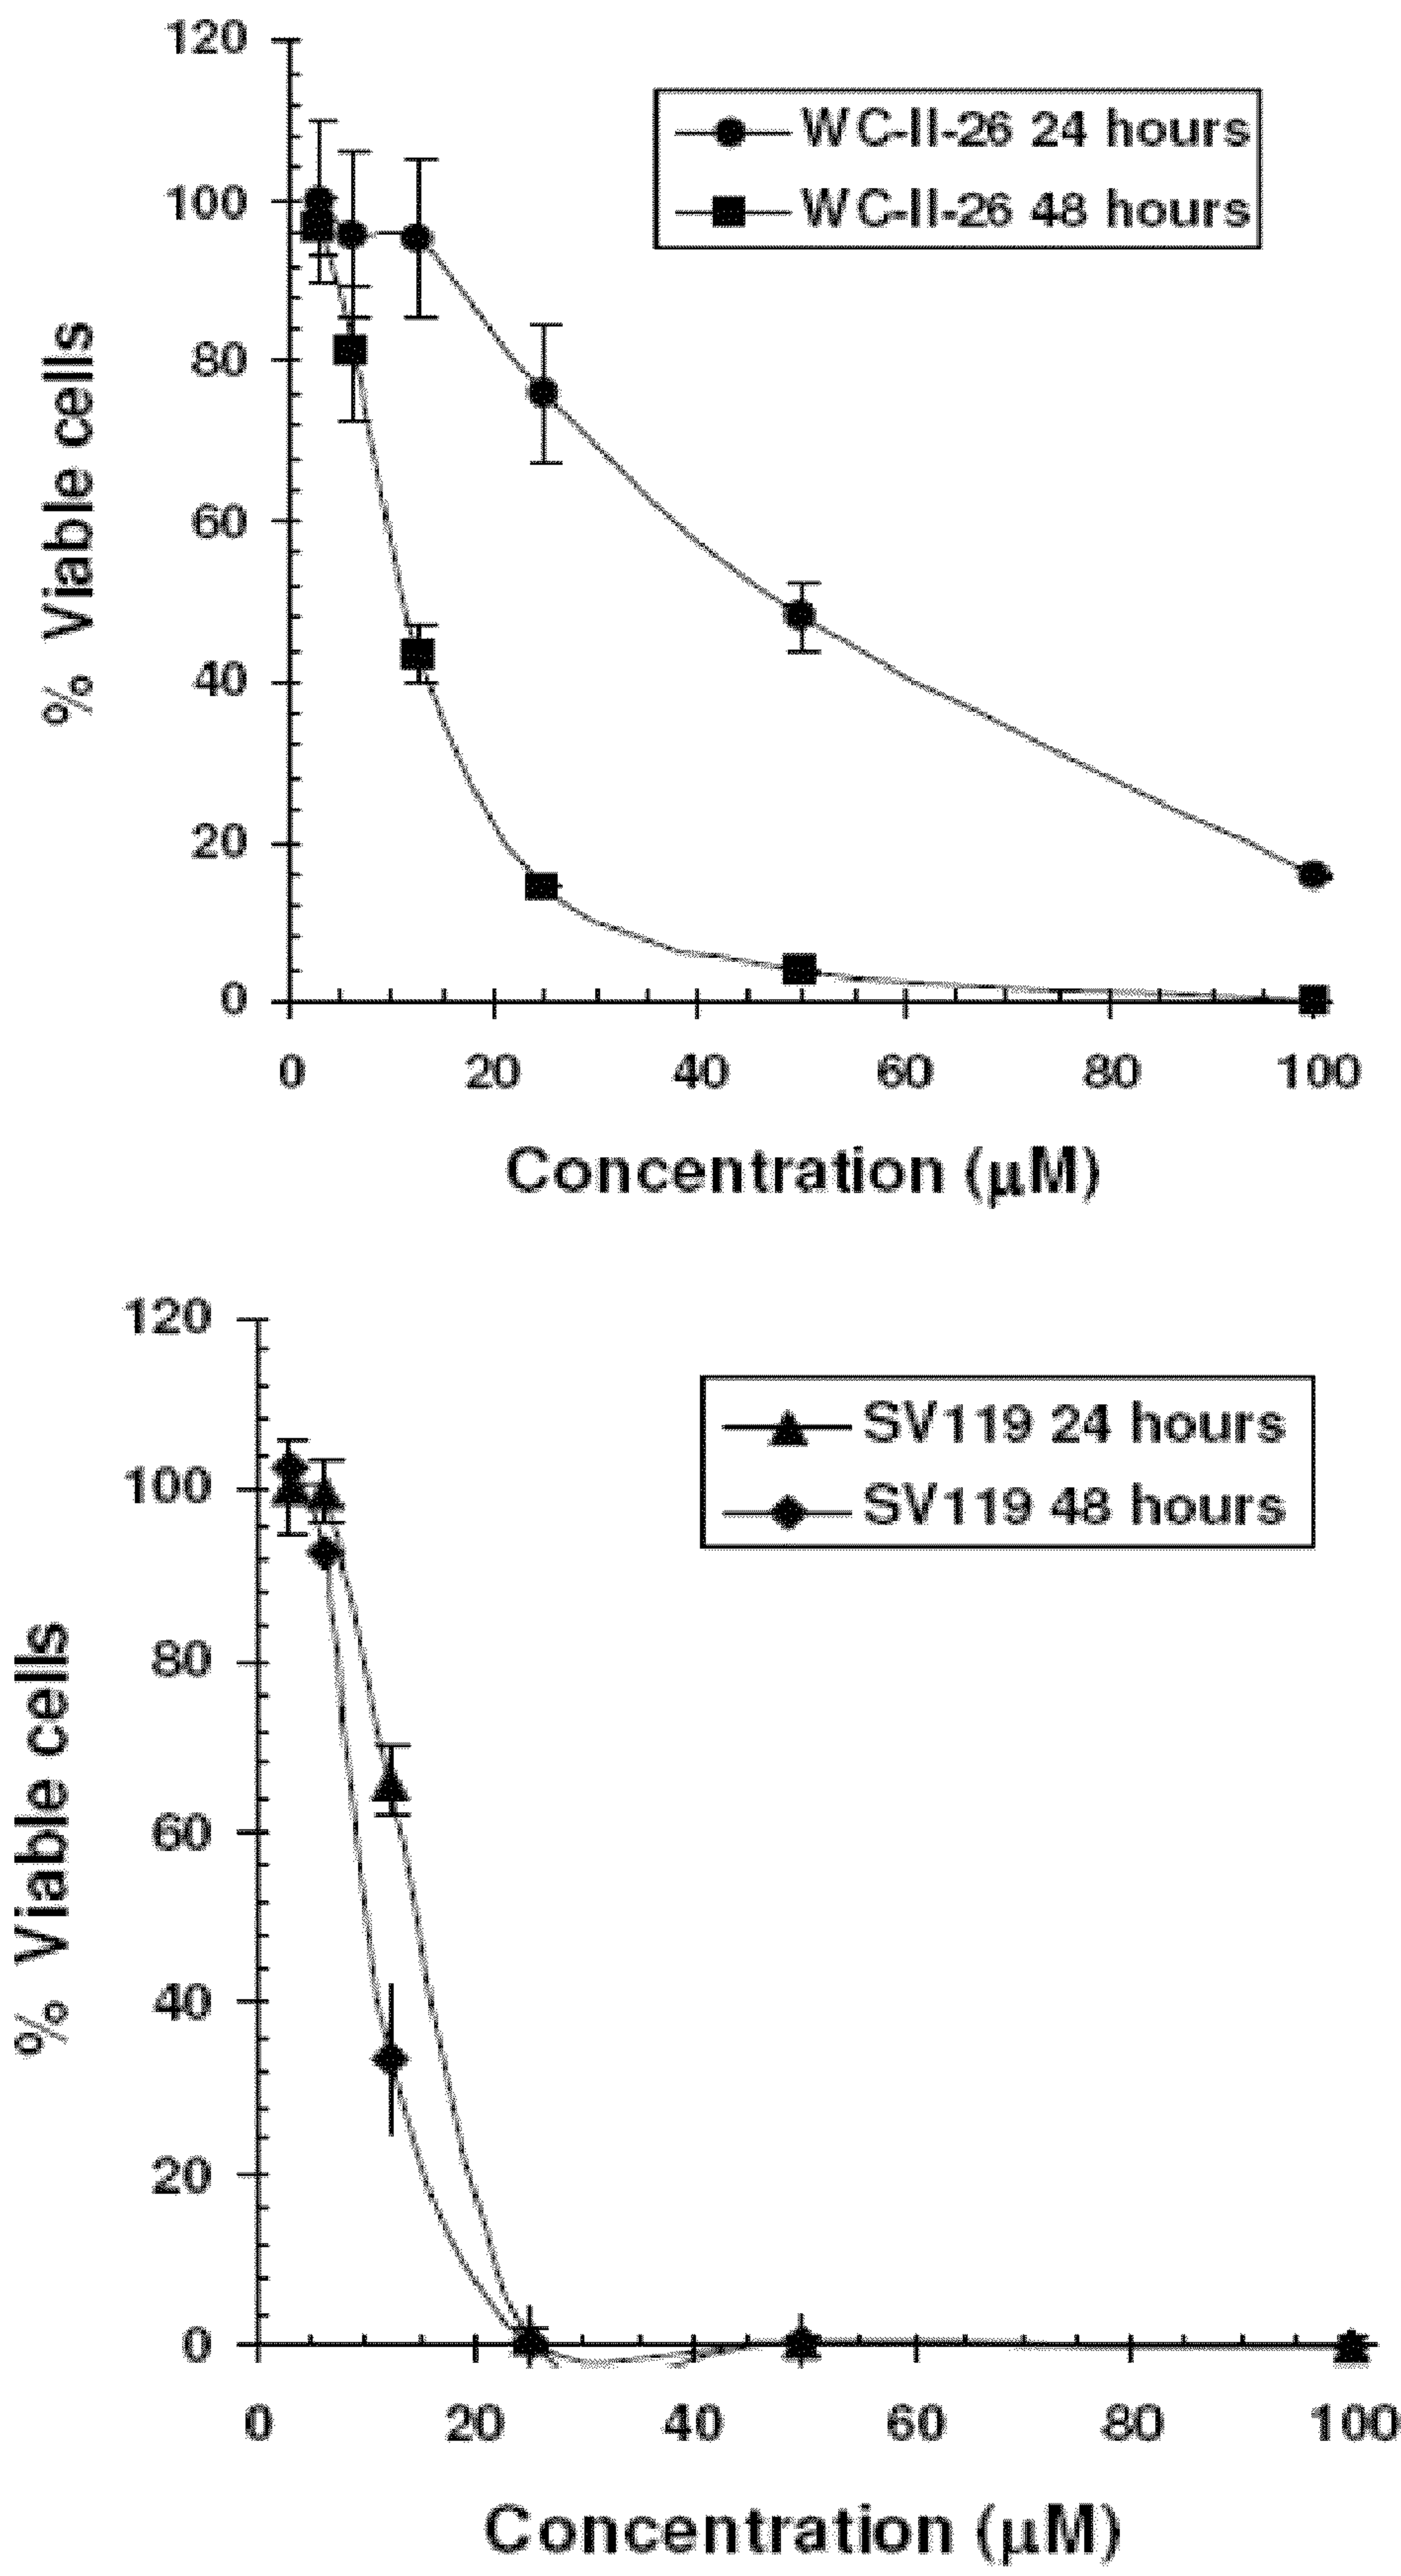 120
100
80
60
40
20
0
% Viable cells
WC-II-26 24 hours
WC-II-26 48 hours
0 20 40 60 80 100
Concentration (μM)
120
100
80
60
40
20
0
% Viable cells
SV119 24 hours
SV119 48 hours
0 20 40 60 80 100
Concentration (μM)